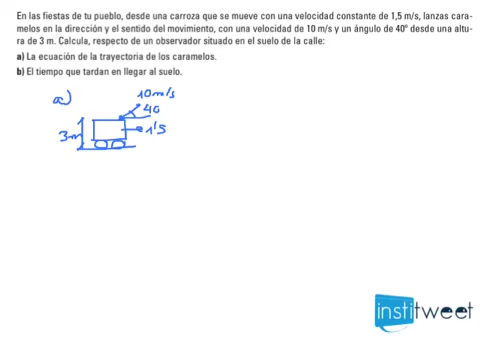 En las fiestas de tu pueblo, desde una carroza que se mueve con una velocidad constante de 1,5 m/s, lanzas cara-
melos en la dirección y el sentido del movimiento, con una velocidad de 10 m/s y un ángulo de 40º desde una altu-
ra de 3 m. Calcula, respecto de un observador situado en el suelo de la calle:
a) La ecuación de la trayectoria de los caramelos.
b) El tiempo que tardan en llegar al suelo.
a)
10 m/s
40
1'5
3m
institweet